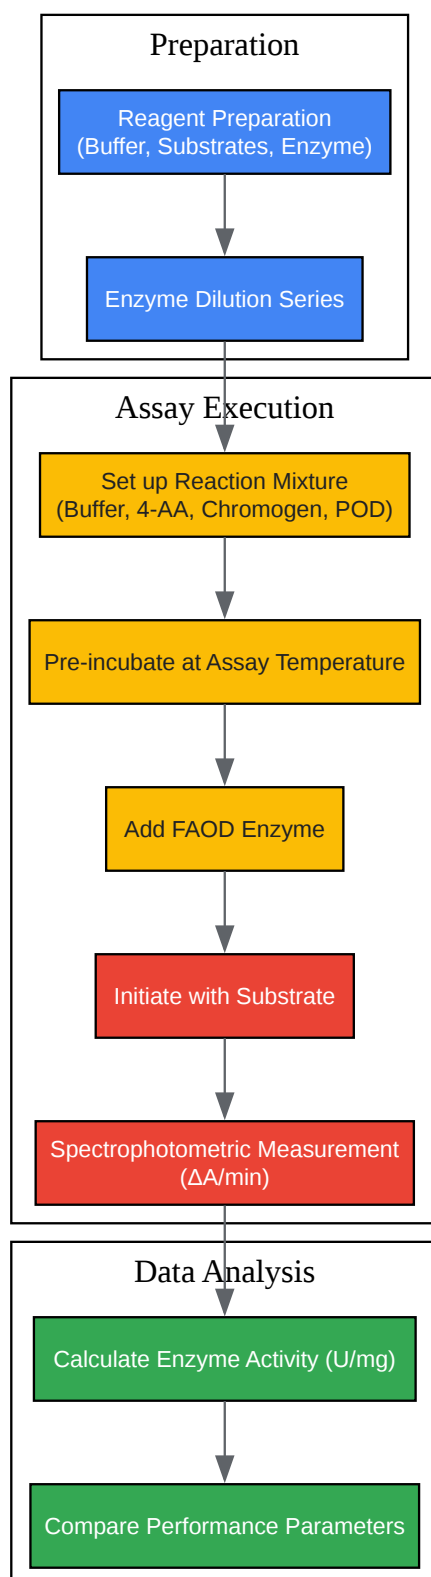 Preparation
Reagent Preparation
(Buffer, Substrates, Enzyme)
Enzyme Dilution Series
Assay Execution
Set up Reaction Mixture
(Buffer, 4-AA, Chromogen, POD)
Pre-incubate at Assay Temperature
Add FAOD Enzyme
Initiate with Substrate
Spectrophotometric Measurement
(ΔA/min)
Data Analysis
Calculate Enzyme Activity (U/mg)
Compare Performance Parameters